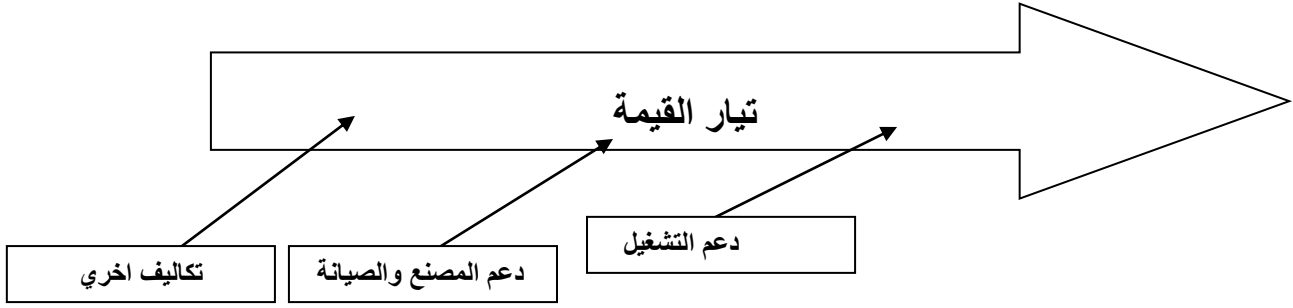 تيار القيمة
دعم التشغيل
دعم المصنع والصيانة
تكاليف اخري